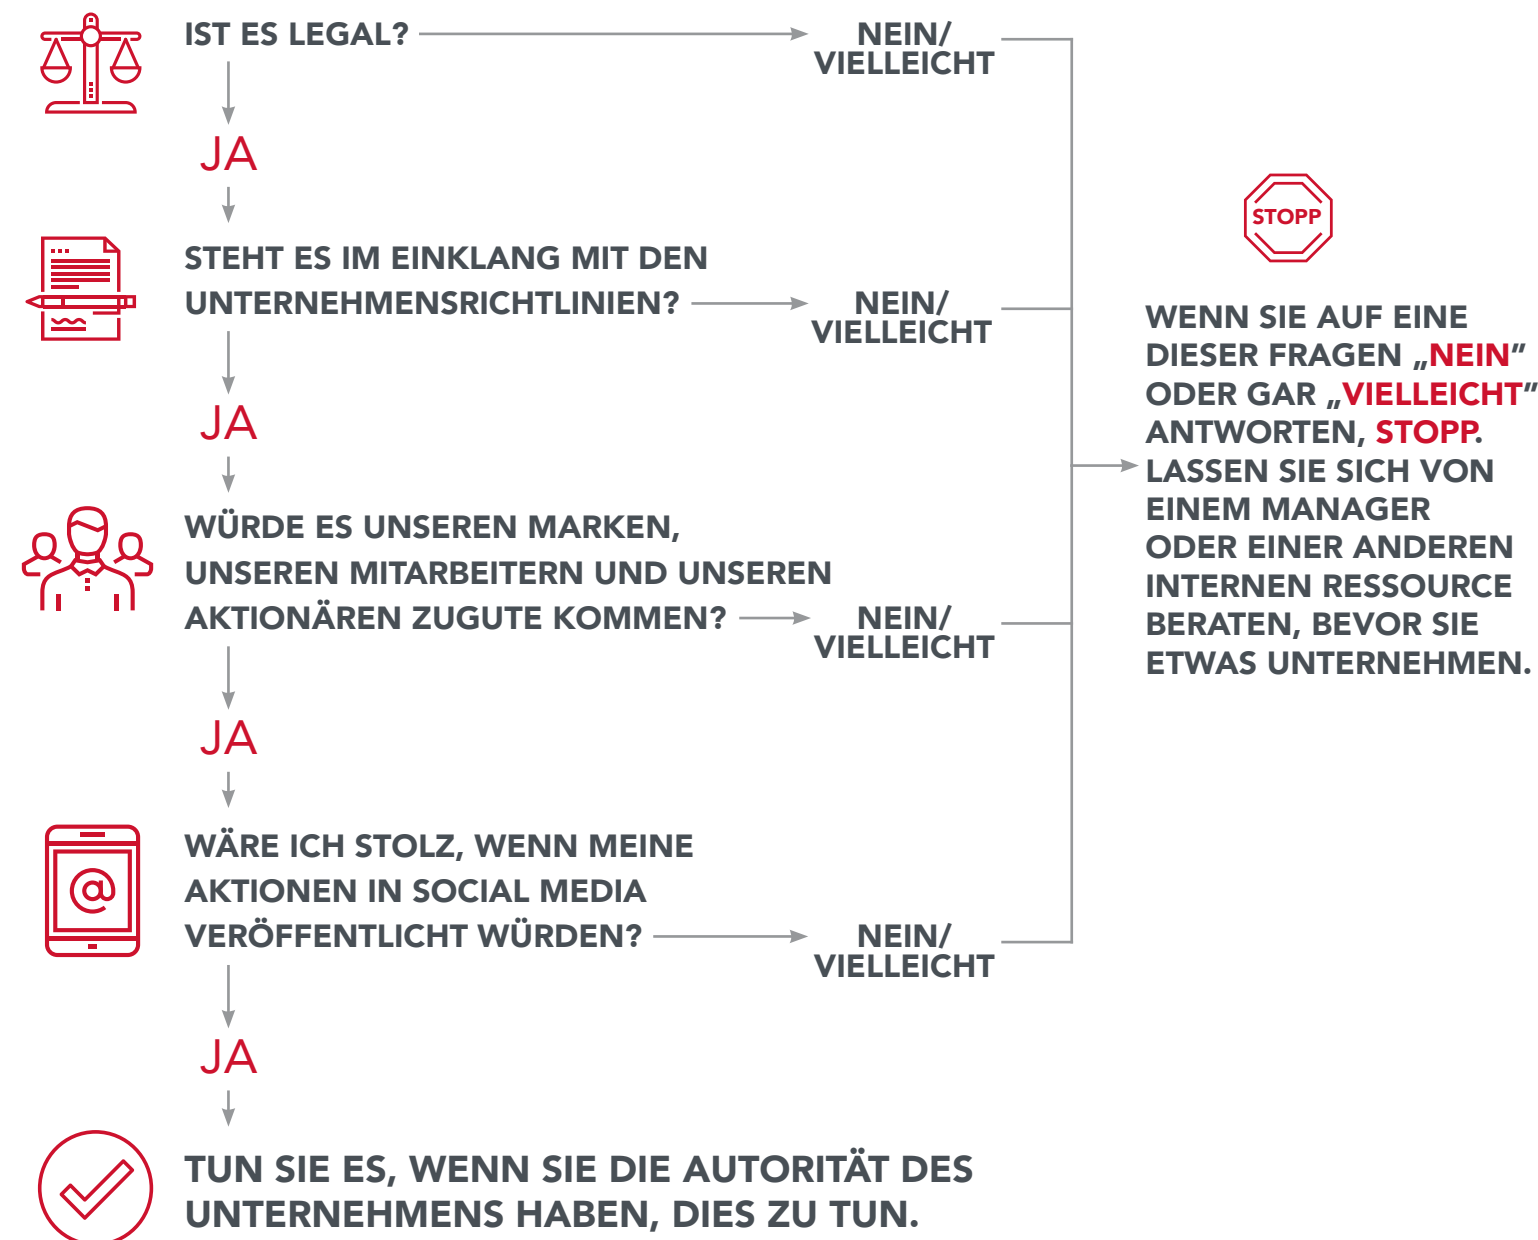 IST ES LEGAL?
NEIN/
VIELLEICHT
JA
STEHT ES IM EINKLANG MIT DEN
UNTERNEHMENSRICHTLINIEN?
NEIN/
VIELLEICHT
JA
WÜRDE ES UNSEREN MARKEN,
UNSEREN MITARBEITERN UND UNSEREN
AKTIONÄREN ZUGUTE KOMMEN?
NEIN/
VIELLEICHT
JA
WÄRE ICH STOLZ, WENN MEINE
AKTIONEN IN SOCIAL MEDIA
VERÖFFENTLICHT WÜRDEN?
NEIN/
VIELLEICHT
JA
TUN SIE ES, WENN SIE DIE AUTORITÄT DES
UNTERNEHMENS HABEN, DIES ZU TUN.
STOPP
WENN SIE AUF EINE
DIESER FRAGEN „NEIN”
ODER GAR „VIELLEICHT”
ANTWORTEN, STOPP.
LASSEN SIE SICH VON
EINEM MANAGER
ODER EINER ANDEREN
INTERNEN RESSOURCE
BERATEN, BEVOR SIE
ETWAS UNTERNEHMEN.
@